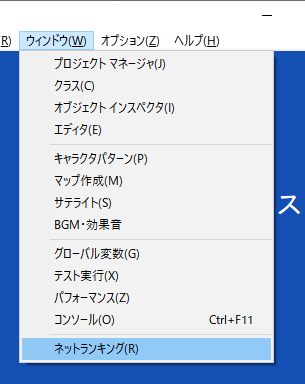 R) ウィンドウ(W) オプション(Z) ヘルプ(H)
プロジェクト マネージャ(J)
クラス(C)
オブジェクト インスペクタ(I)
エディタ(E)
キャラクタパターン(P)
マップ作成(M)
サテライト(S)
BGM・効果音
グローバル変数(G)
テスト実行(X)
パフォーマンス(Z)
コンソール(O) Ctrl+F11
ネットランキング(R)
ス